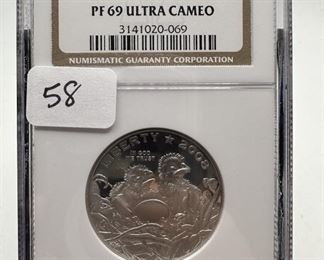 PF 69 ULTRA CAMEO
3141020-069
NUMISMATIC GUARANTY CORPORATION
58
LIBERTY ★ 2008
IN GOD
WE TRUST